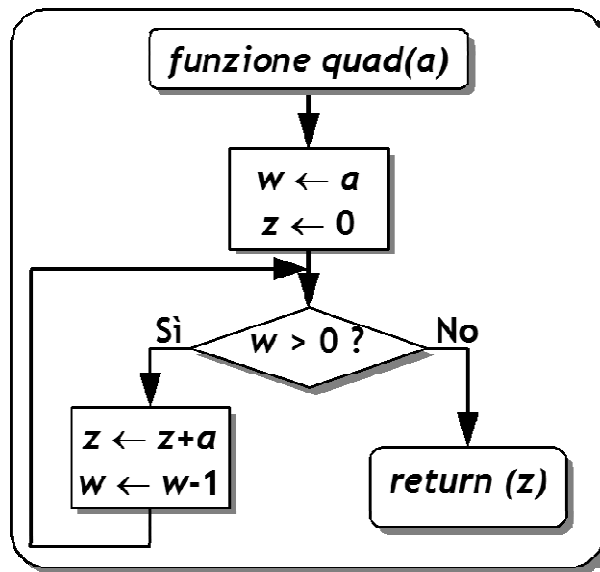 funzione quad(a)
w ← a
z ← 0
w > 0 ?
Sì
No
z ← z+a
w ← w-1
return (z)